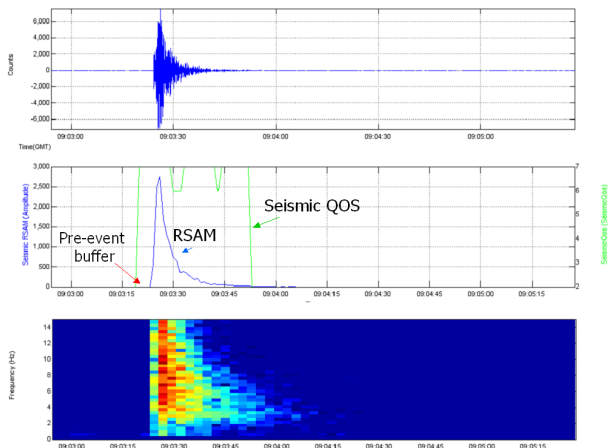 6,000
4,000
2,000
0
-2,000
-4,000
-6,000
Counts
09:03:00 09:03:30 09:04:00 09:04:30 09:05:00
Time(GMT)
3,000
2,500
2,000
1,500
1,000
500
0
Seismic RSAM (Amplitude)
Pre-event
buffer
RSAM
Seismic QOS
7
6
5
4
3
2
SeismicQos (SeismicQos)
09:03:00 09:03:15 09:03:30 09:03:45 09:04:00 09:04:15 09:04:30 09:04:45 09:05:00 09:05:15
14
12
10
8
6
4
2
0
Frequency (Hz)
09:03:00 09:03:15 09:03:30 09:03:45 09:04:00 09:04:15 09:04:30 09:04:45 09:05:00 09:05:15